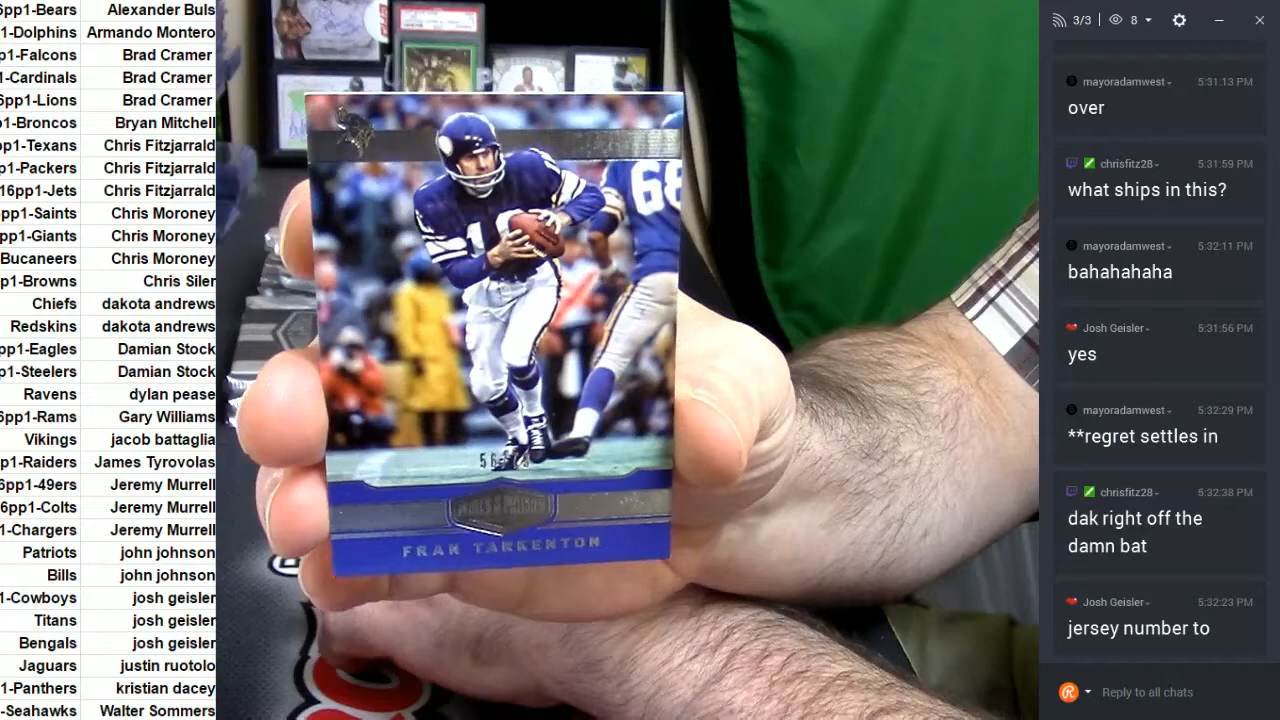 6pp1-Bears Alexander Buls
1-Dolphins Armando Montero
p1-Falcons Brad Cramer
1-Cardinals Brad Cramer
6pp1-Lions Brad Cramer
p1-Broncos Bryan Mitchell
p1-Texans Chris Fitzjarrald
p1-Packers Chris Fitzjarrald
16pp1-Jets Chris Fitzjarrald
p1-Saints Chris Moroney
p1-Giants Chris Moroney
Bucaneers Chris Moroney
p1-Browns Chris Siler
Chiefs dakota andrews
Redskins dakota andrews
p1-Eagles Damian Stock
p1-Steelers Damian Stock
Ravens dylan pease
6pp1-Rams Gary Williams
Vikings jacob battaglia
p1-Raiders James Tyrovolas
6pp1-49ers Jeremy Murrell
6pp1-Colts Jeremy Murrell
1-Chargers Jeremy Murrell
Patriots john johnson
Bills john johnson
1-Cowboys josh geisler
Titans josh geisler
Bengals josh geisler
Jaguars justin ruotolo
1-Panthers kristian dacey
-Seahawks Walter Sommers
10
68
FRAN TARKENTON
3/3 8
mayoradamwest 5:31:13 PM
over
chrisfitz28 5:31:59 PM
what ships in this?
mayoradamwest 5:32:11 PM
bahahahaha
Josh Geisler 5:31:56 PM
yes
mayoradamwest 5:32:29 PM
**regret settles in
chrisfitz28 5:32:38 PM
dak right off the
damn bat
Josh Geisler 5:32:23 PM
jersey number to
Reply to all chats